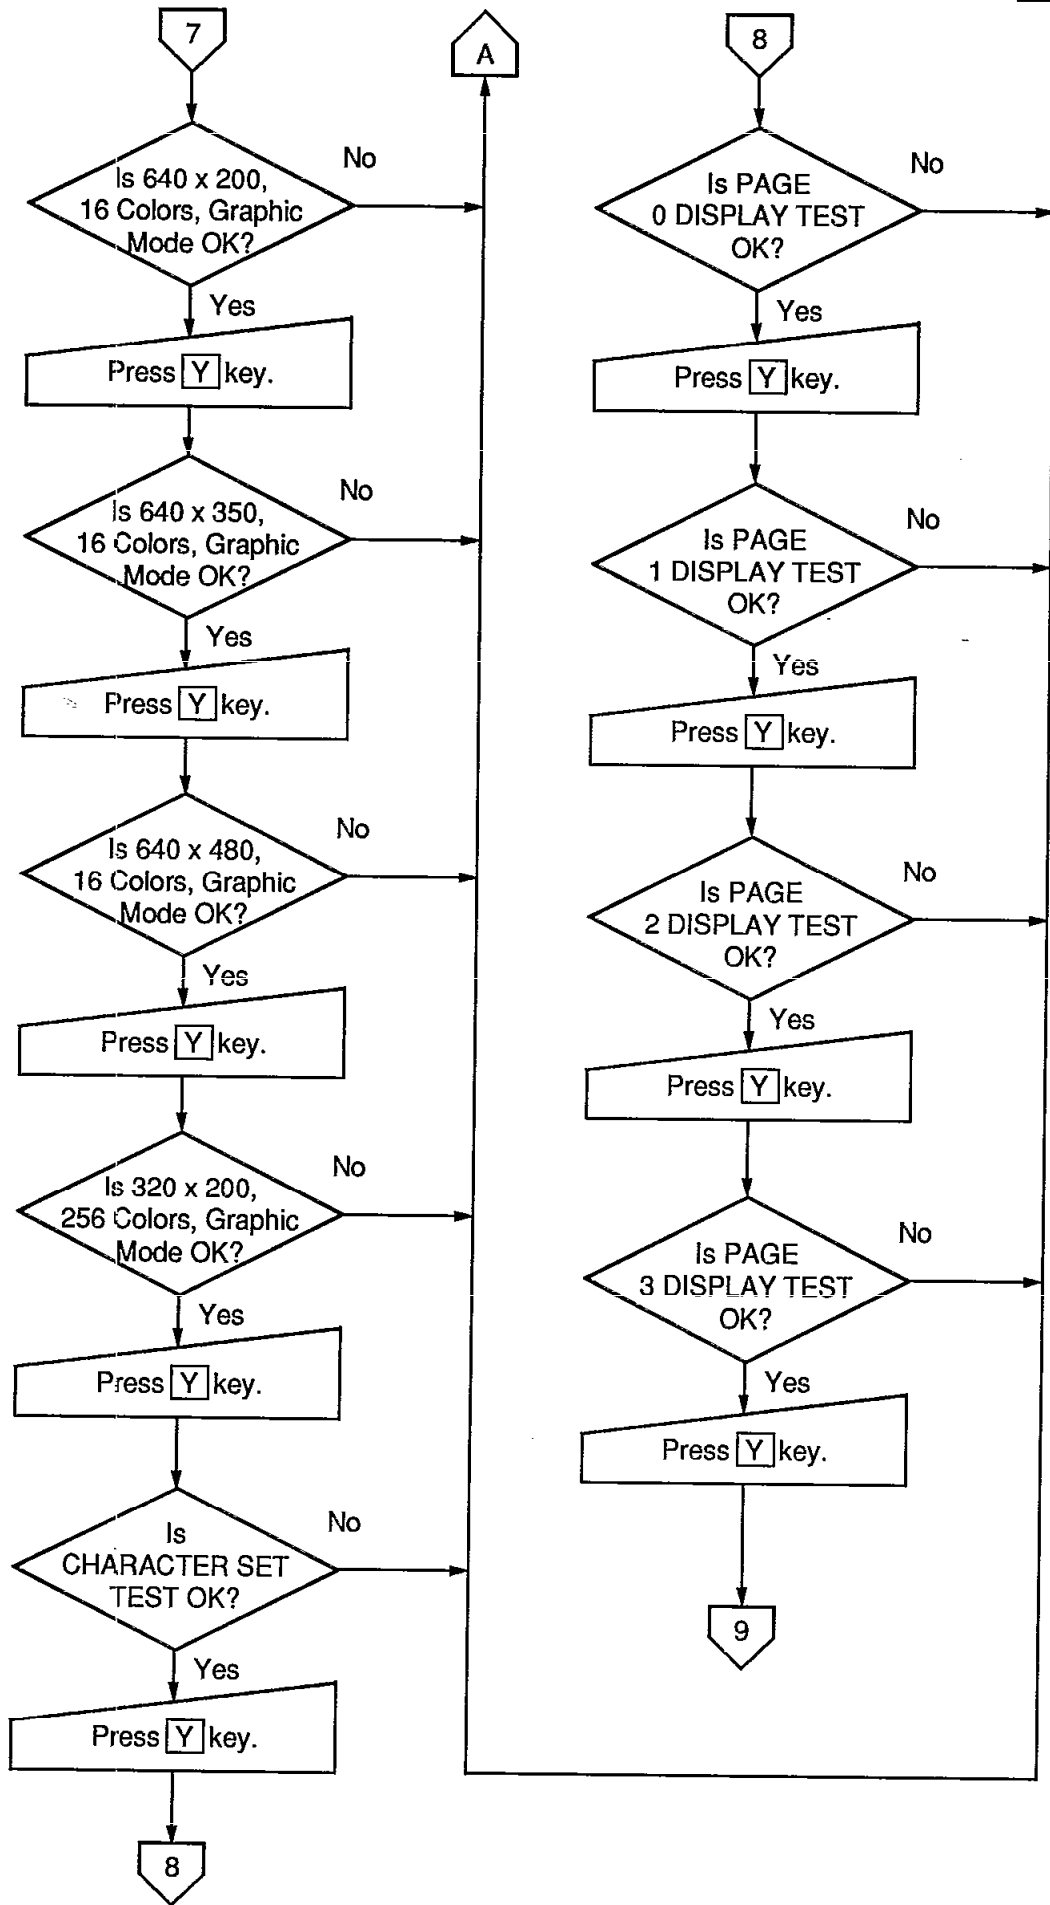 7
Is 640 x 200,
16 Colors, Graphic
Mode OK?
No
Yes
Press Y key.
Is 640 x 350,
16 Colors, Graphic
Mode OK?
No
Yes
Press Y key.
Is 640 x 480,
16 Colors, Graphic
Mode OK?
No
Yes
Press Y key.
Is 320 x 200,
256 Colors, Graphic
Mode OK?
No
Yes
Press Y key.
Is
CHARACTER SET
TEST OK?
No
Yes
Press Y key.
8
A
8
Is PAGE
0 DISPLAY TEST
OK?
No
Yes
Press Y key.
Is PAGE
1 DISPLAY TEST
OK?
No
Yes
Press Y key.
Is PAGE
2 DISPLAY TEST
OK?
No
Yes
Press Y key.
Is PAGE
3 DISPLAY TEST
OK?
No
Yes
Press Y key.
9